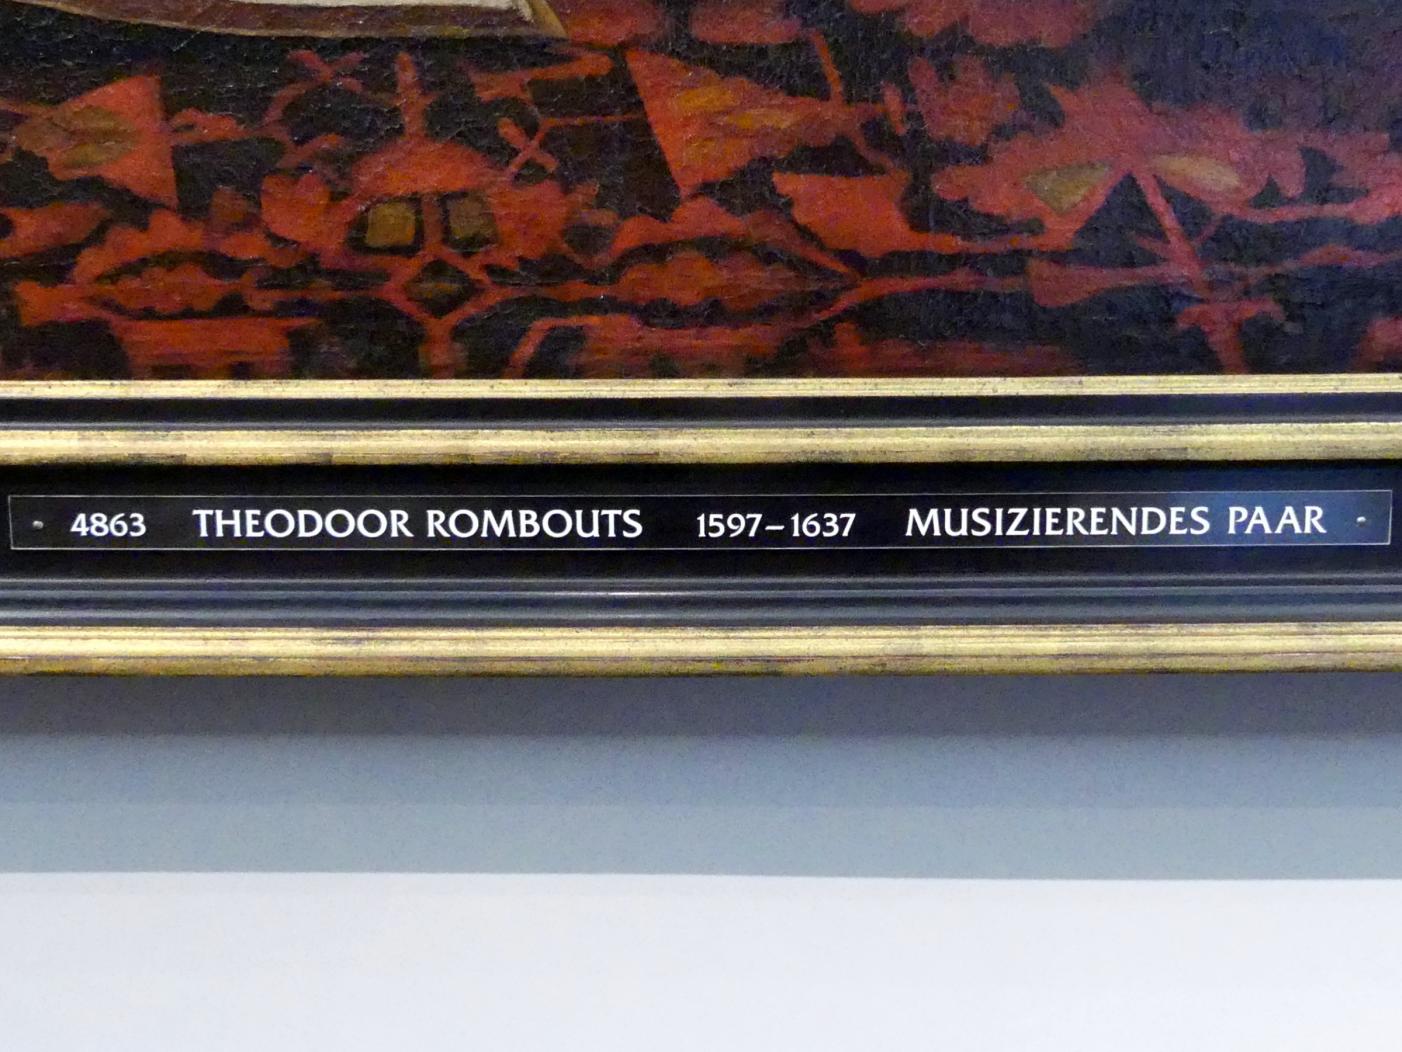 4863 THEODOOR ROMBOUTS 1597–1637 MUSIZIERENDES PAAR